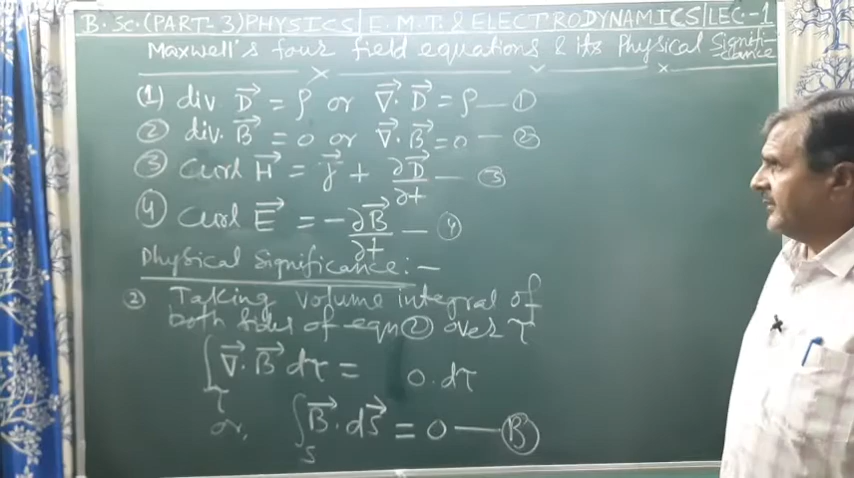 B.Sc.(PART-3)PHYSICS|E.M.T.& ELECTRODYNAMICS|LEC-1
Maxwell's four field equations & its Physical Significance
(1) div D⃗ = ρ or ∇⃗. D⃗ = ρ — ①
② div. B⃗ = 0 or ∇⃗. B⃗ = 0 — ②
③ Curl H⃗ = J⃗ + ∂D⃗/∂t — ③
④ Curl E⃗ = -∂B⃗/∂t — ④
Physical Significance:-
② Taking volume integral of
both sides of eqn ② over τ
∫τ ∇⃗. B⃗ dτ = 0. dτ
or, ∫S B⃗. dS⃗ = 0 — Ⓑ